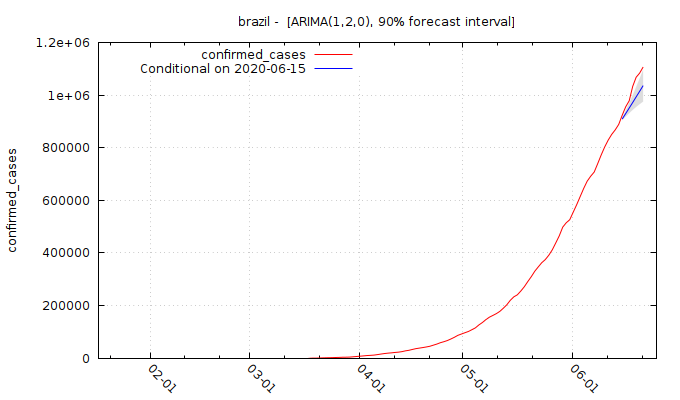 brazil -  [ARIMA(1,2,0), 90% forecast interval]
confirmed_cases
Conditional on 2020-06-15
1.2e+06
1e+06
800000
600000
400000
200000
0
confirmed_cases
02-01
03-01
04-01
05-01
06-01